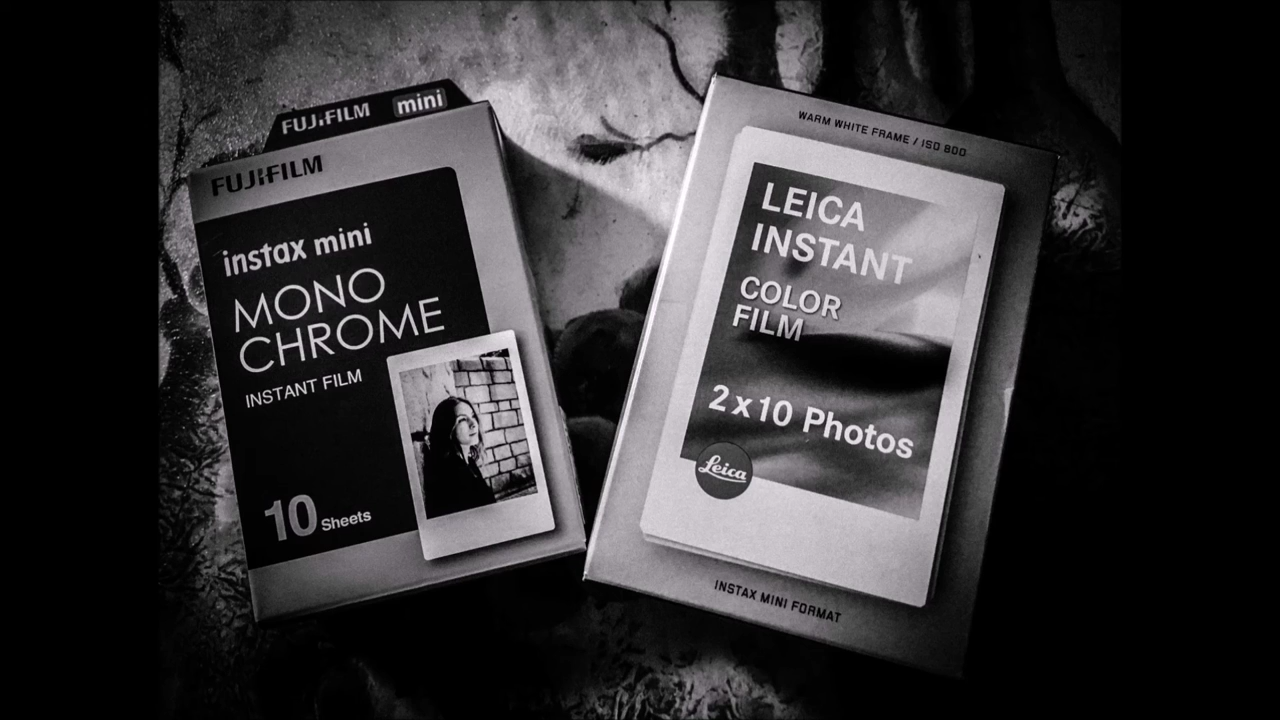 FUJIFILM mini
FUJIFILM
instax mini
MONO
CHROME
INSTANT FILM
10 Sheets
WARM WHITE FRAME / ISO 800
LEICA
INSTANT
COLOR
FILM
2x10 Photos
Leica
INSTAX MINI FORMAT